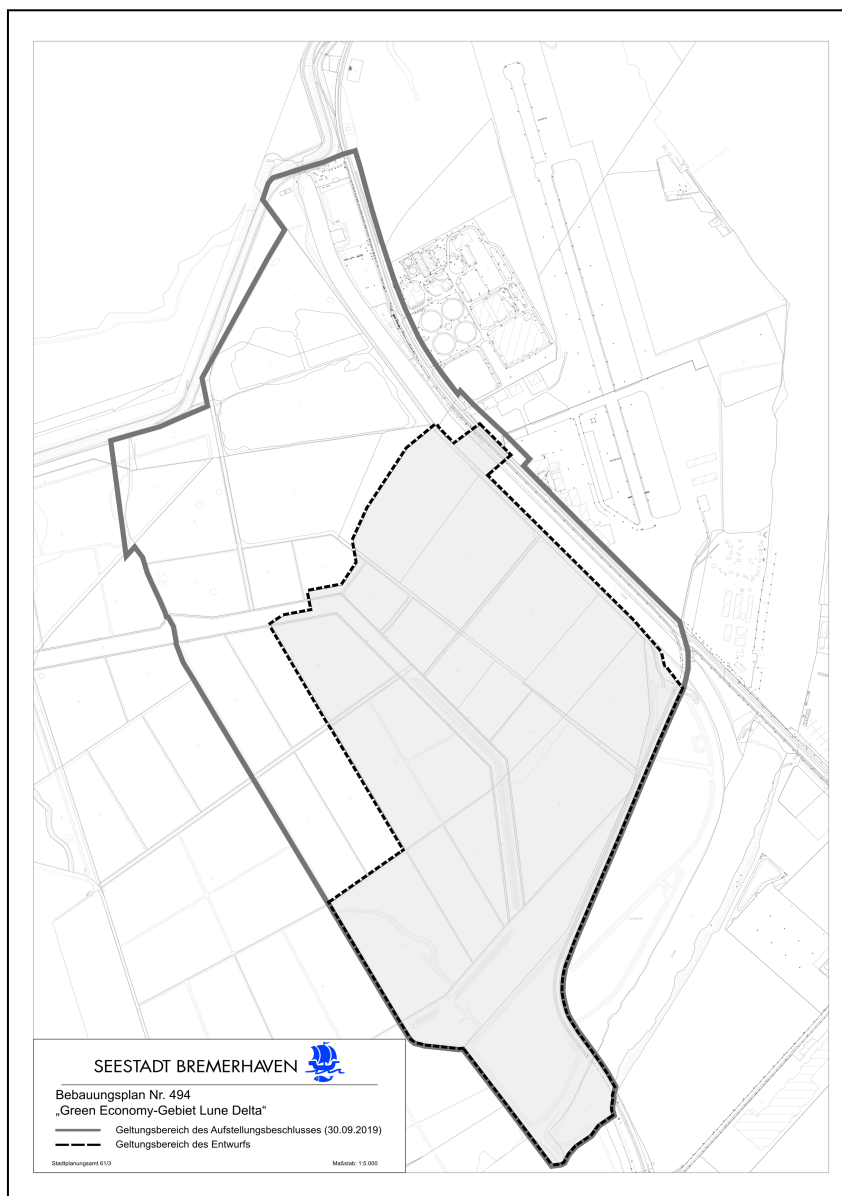 SEESTADT BREMERHAVEN
Bebauungsplan Nr. 494
„Green Economy-Gebiet Lune Delta“
Geltungsbereich des Aufstellungsbeschlusses (30.09.2019)
Geltungsbereich des Entwurfs
Stadtplanungsamt 61/3 Maßstab: 1:5.000